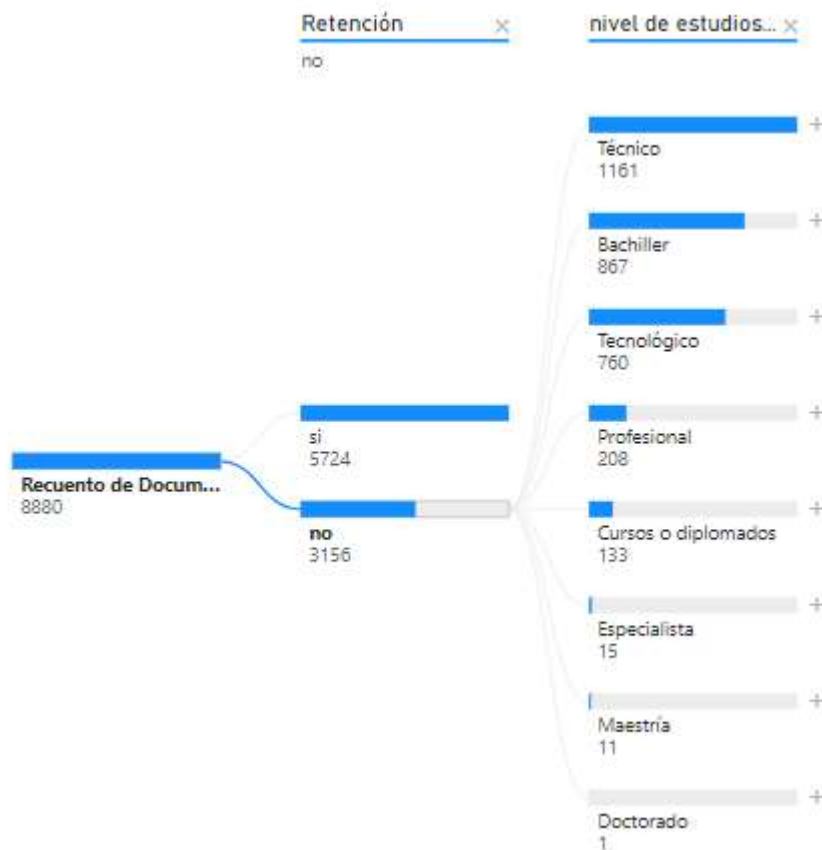 Retención
no
nivel de estudios...
Técnico
1161
Bachiller
867
Tecnológico
760
Profesional
208
Cursos o diplomados
133
Especialista
15
Maestría
11
Doctorado
1
si
5724
no
3156
Recuento de Docum...
8880